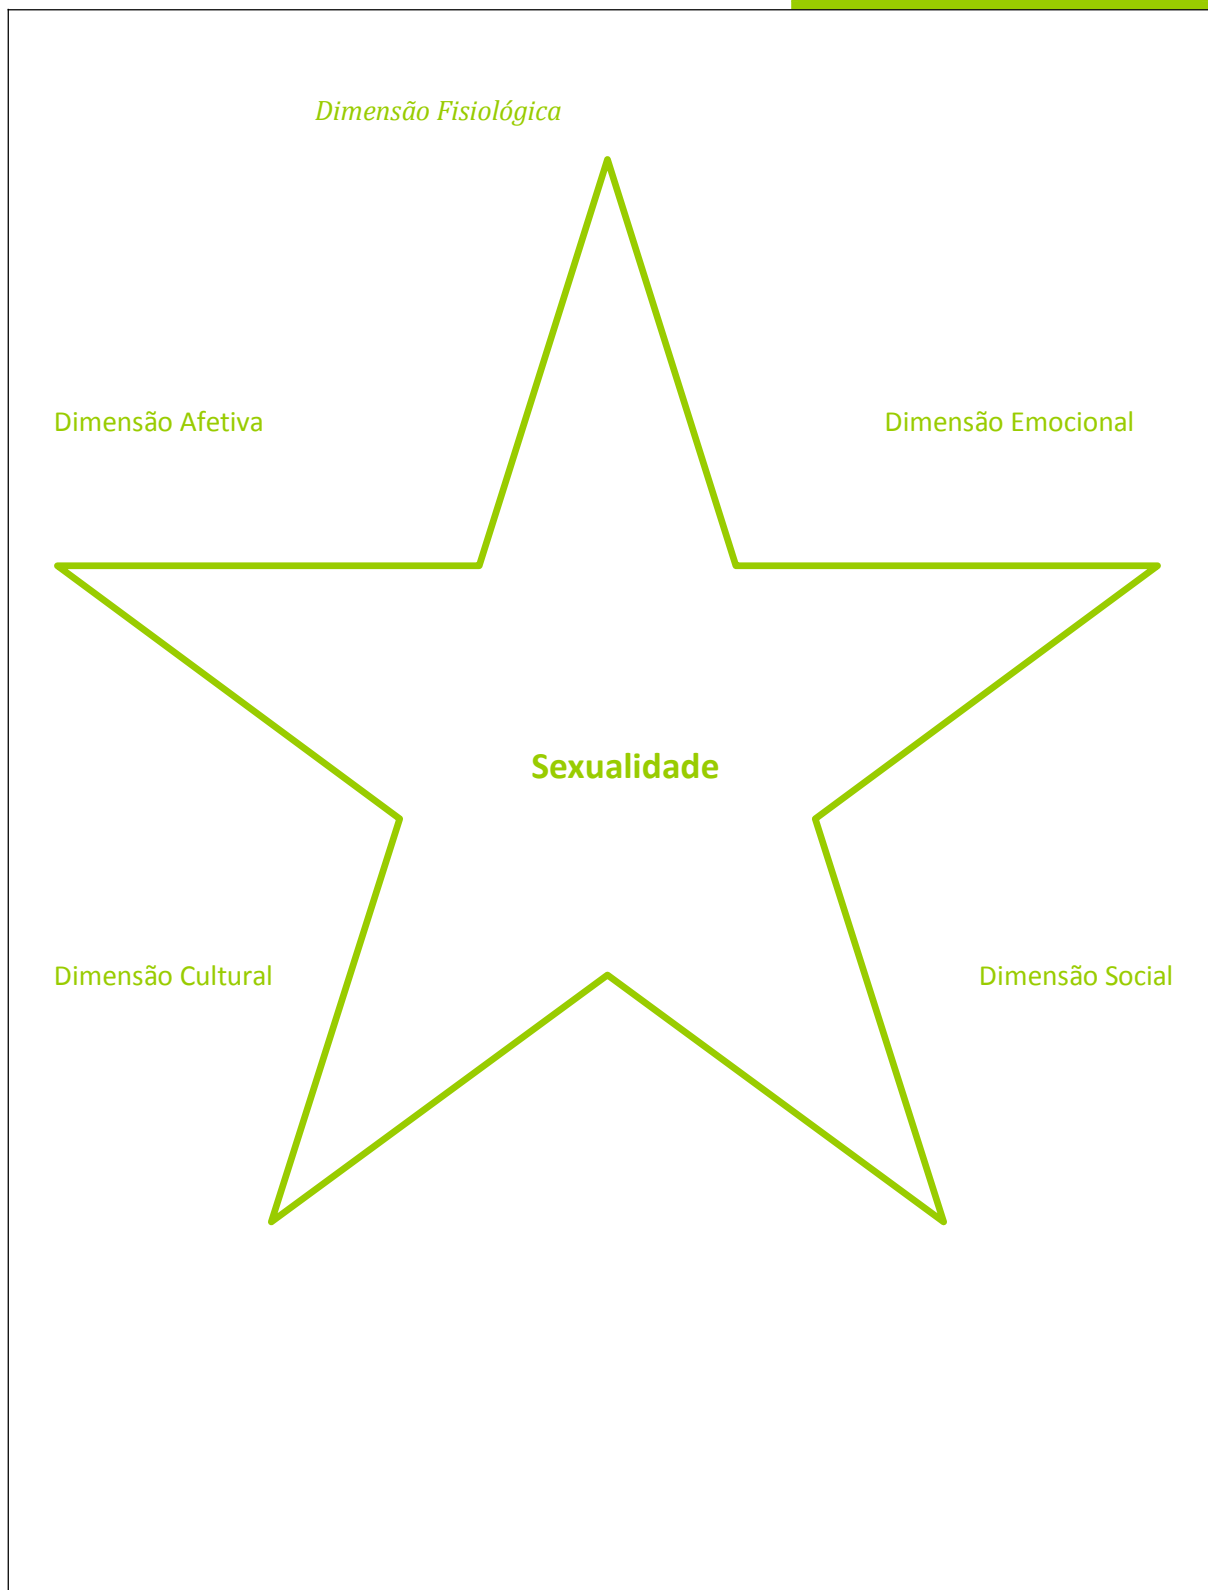 Dimensão Fisiológica
Dimensão Afetiva
Dimensão Emocional
Sexualidade
Dimensão Cultural
Dimensão Social